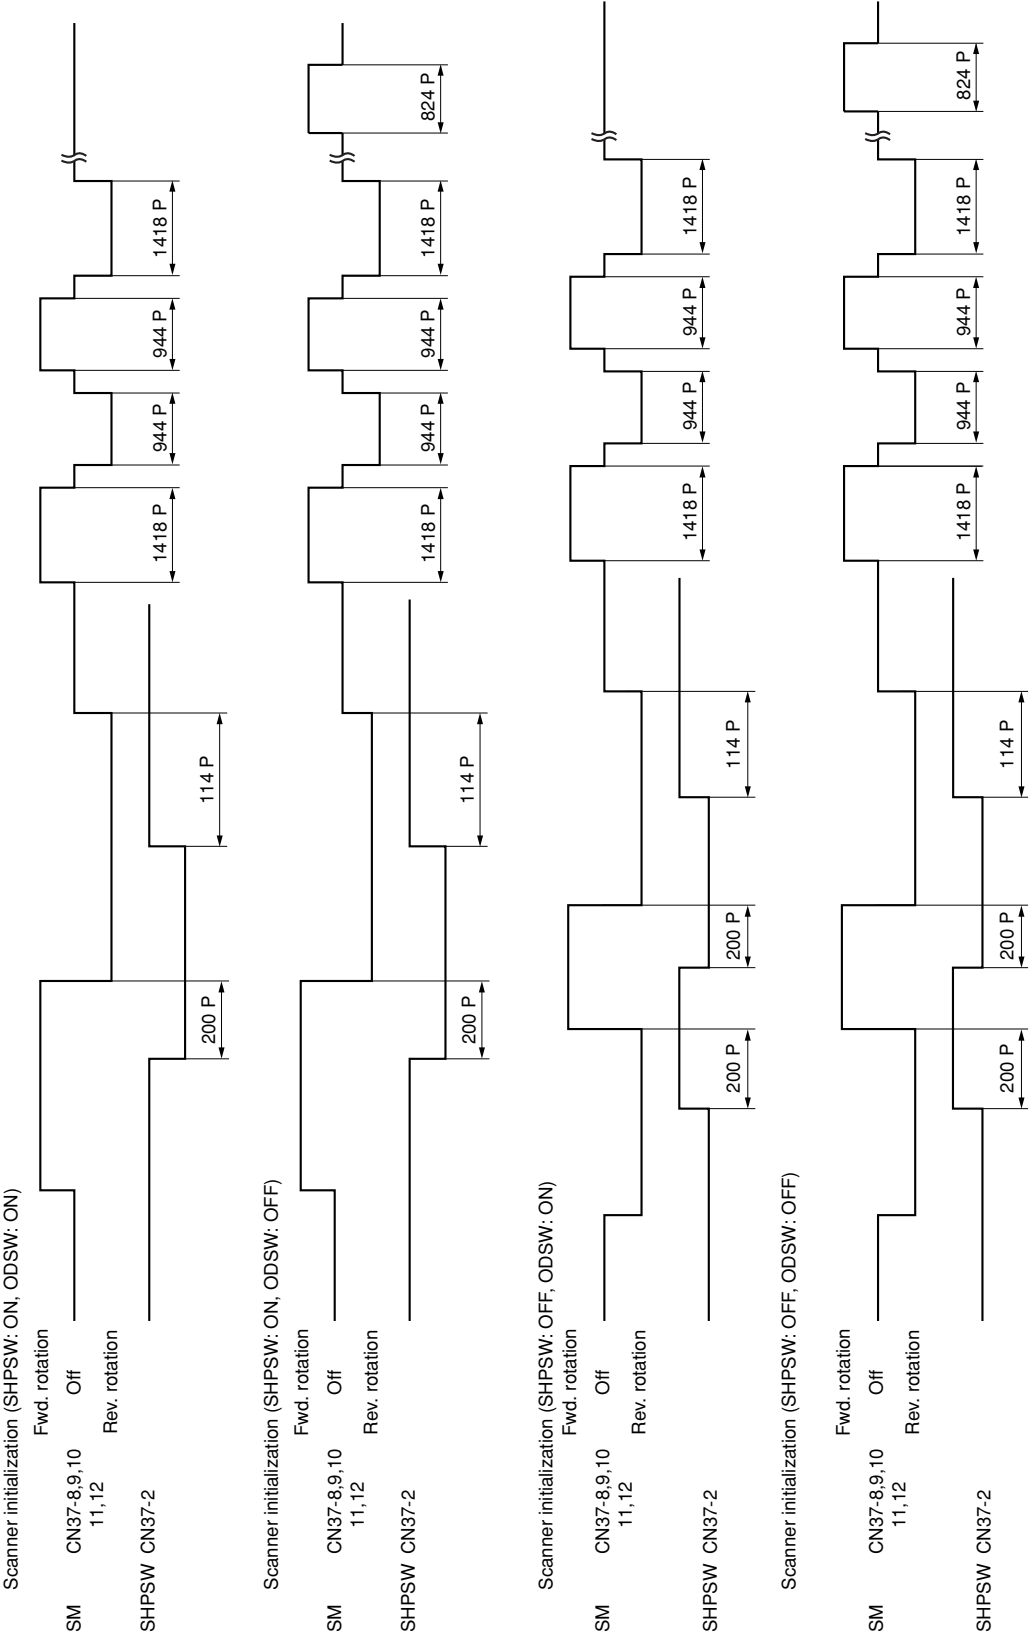 Scanner initialization (SHPSW: ON, ODSW: ON)
Fwd. rotation
SM CN37-8,9,10 Off
11,12
Rev. rotation
SHPSW CN37-2
200 P
114 P
1418 P
944 P
944 P
1418 P
Scanner initialization (SHPSW: ON, ODSW: OFF)
Fwd. rotation
SM CN37-8,9,10 Off
11,12
Rev. rotation
SHPSW CN37-2
200 P
114 P
1418 P
944 P
944 P
1418 P
824 P
Scanner initialization (SHPSW: OFF, ODSW: ON)
Fwd. rotation
SM CN37-8,9,10 Off
11,12
Rev. rotation
SHPSW CN37-2
200 P
200 P
114 P
1418 P
944 P
944 P
1418 P
Scanner initialization (SHPSW: OFF, ODSW: OFF)
Fwd. rotation
SM CN37-8,9,10 Off
11,12
Rev. rotation
SHPSW CN37-2
200 P
200 P
114 P
1418 P
944 P
944 P
1418 P
824 P